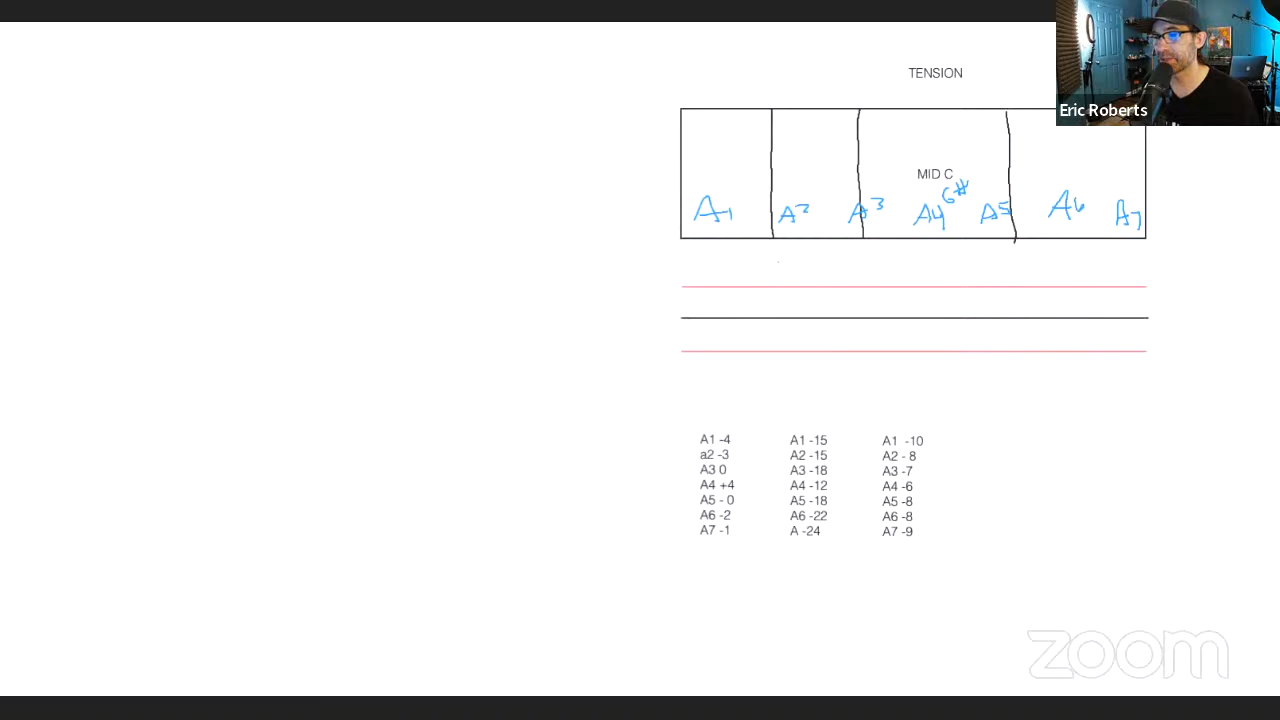 TENSION
Eric Roberts
MID C
A1 A2 A3 A4 G# A5 A6 A7
A1 -4
a2 -3
A3 0
A4 +4
A5 - 0
A6 -2
A7 -1
A1 -15
A2 -15
A3 -18
A4 -12
A5 -18
A6 -22
A -24
A1 -10
A2 - 8
A3 -7
A4 -6
A5 -8
A6 -8
A7 -9
zoom